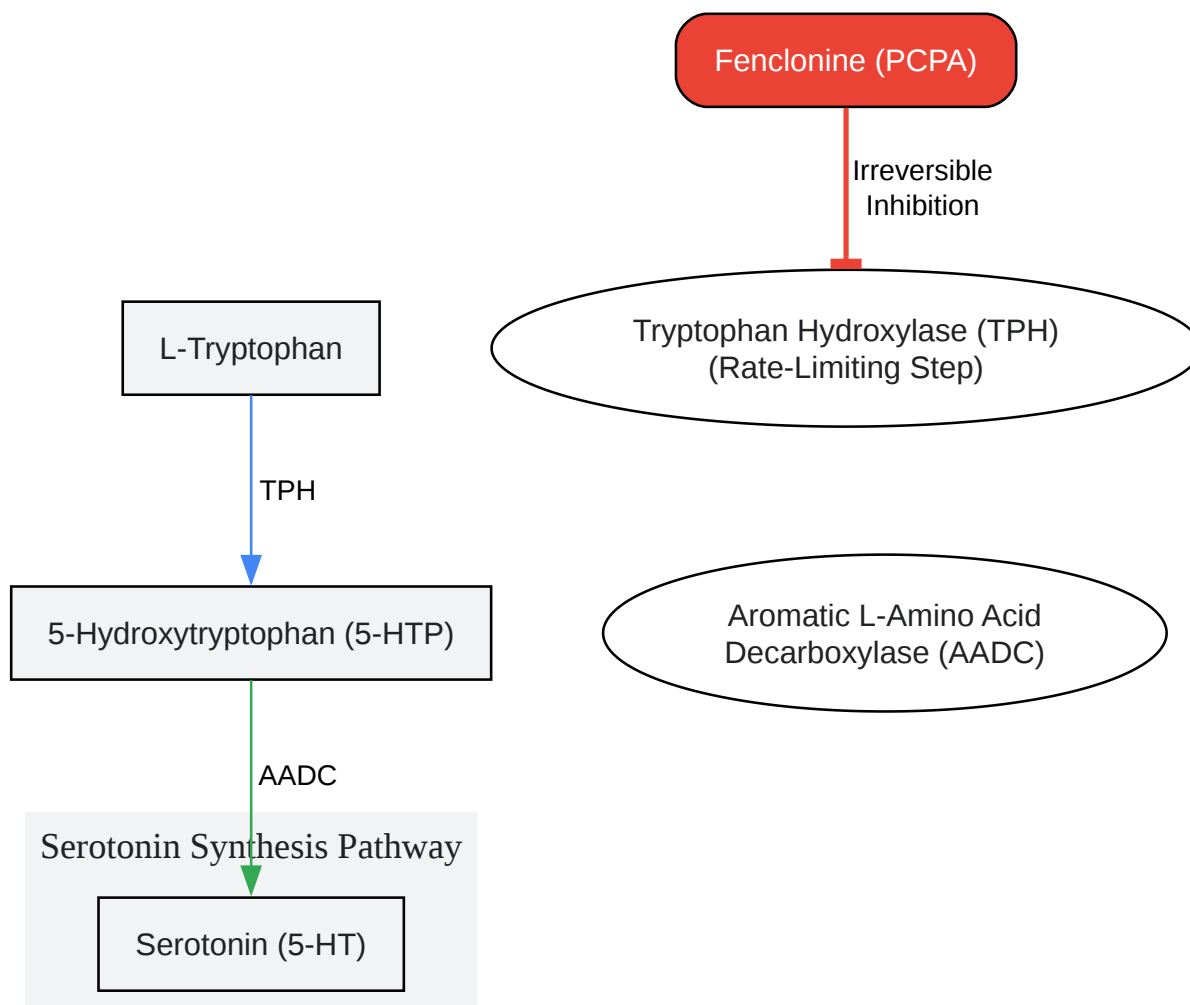 Fenclonine (PCPA)
Irreversible
Inhibition
L-Tryptophan
Tryptophan Hydroxylase (TPH)
(Rate-Limiting Step)
TPH
5-Hydroxytryptophan (5-HTP)
Aromatic L-Amino Acid
Decarboxylase (AADC)
AADC
Serotonin Synthesis Pathway
Serotonin (5-HT)